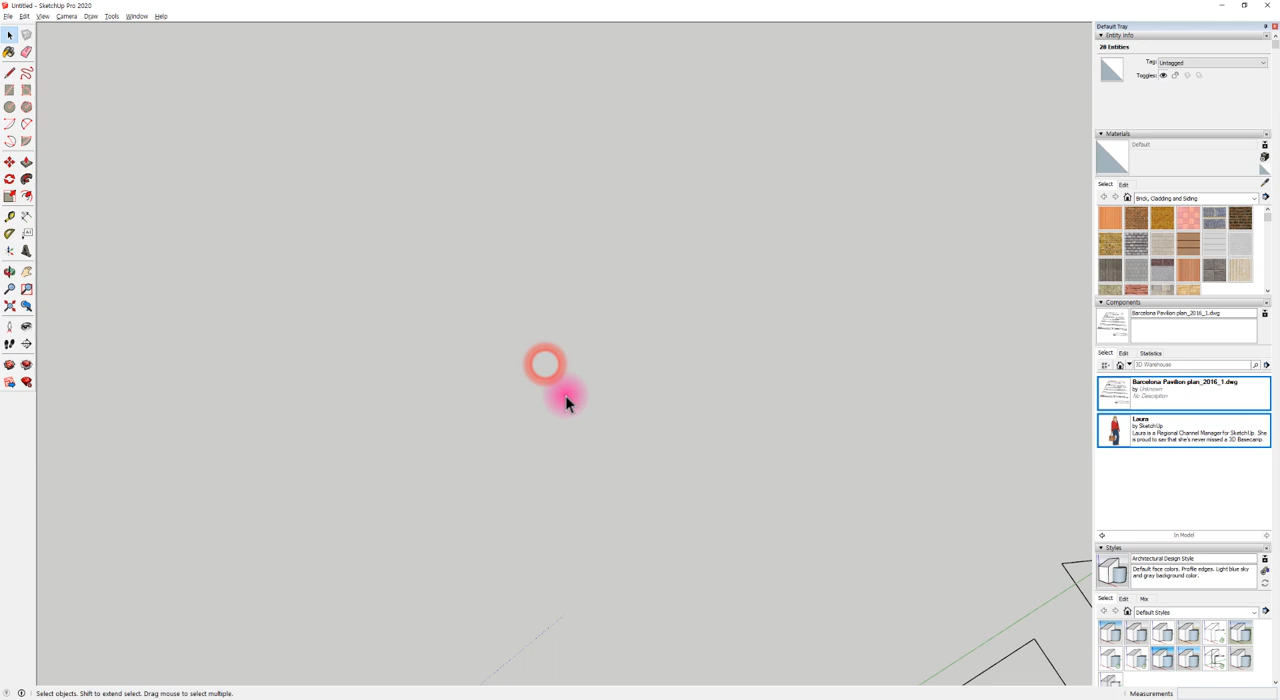 Untitled - SketchUp Pro 2020
File Edit View Camera Draw Tools Window Help
Default Tray
Entity Info
28 Entities
Tag: Untagged
Toggles:
Materials
Default
Select Edit
Brick, Cladding and Siding
Components
Barcelona Pavilion plan_2016_1.dwg
Select Edit Statistics
3D Warehouse
Barcelona Pavilion plan_2016_1.dwg
by Unknown
No Description
Laura
by SketchUp
Laura is a Regional Channel Manager for SketchUp. She
is proud to say that she's never missed a 3D Basecamp.
In Model
Styles
Architectural Design Style
Default face colors. Profile edges. Light blue sky
and gray background color.
Select Edit Mix
Default Styles
Select objects. Shift to extend select. Drag mouse to select multiple.
Measurements